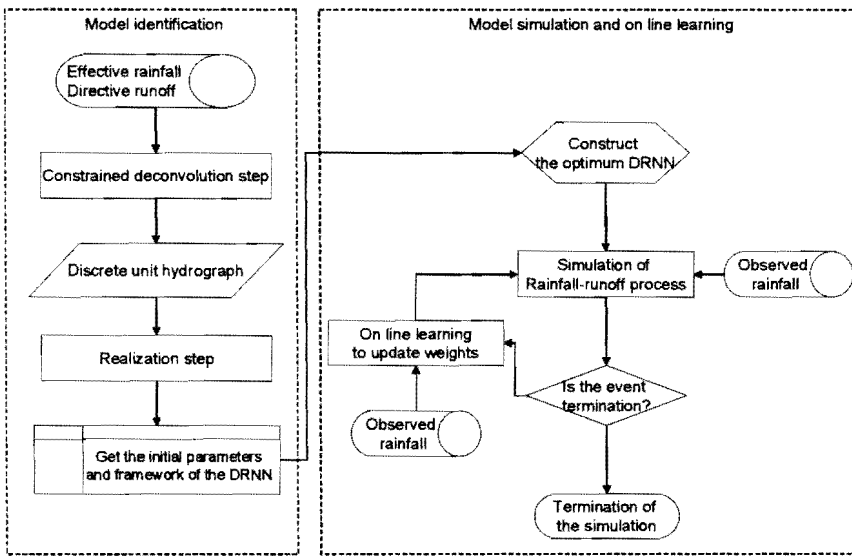 Model identification
Effective rainfall
Directive runoff
Constrained deconvolution step
Discrete unit hydrograph
Realization step
Get the initial parameters
and framework of the DRNN
Model simulation and on line learning
Construct
the optimum DRNN
Simulation of
Rainfall-runoff process
Observed
rainfall
On line learning
to update weights
Is the event
termination?
Observed
rainfall
Termination of
the simulation